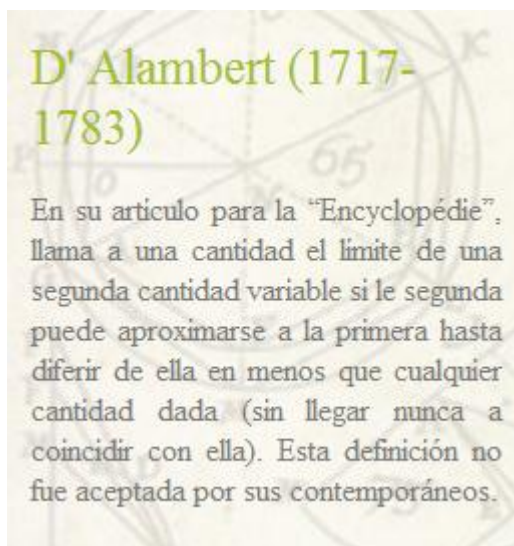 D' Alambert (1717-
1783)
En su articulo para la “Encyclopédie”,
llama a una cantidad el limite de una
segunda cantidad variable si le segunda
puede aproximarse a la primera hasta
diferir de ella en menos que cualquier
cantidad dada (sin llegar nunca a
coincidir con ella). Esta definición no
fue aceptada por sus contemporáneos.
65